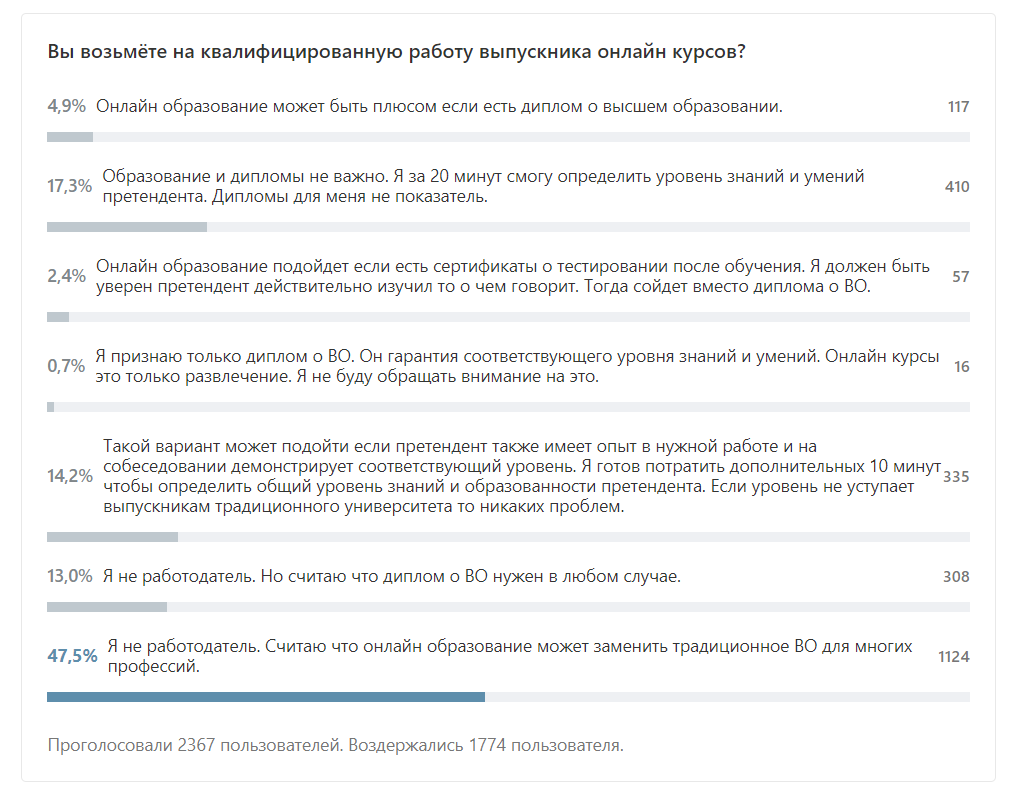 Вы возьмёте на квалифицированную работу выпускника онлайн курсов?
4,9% Онлайн образование может быть плюсом если есть диплом о высшем образовании. 117
Образование и дипломы не важно. Я за 20 минут смогу определить уровень знаний и умений
17,3% претендента. Дипломы для меня не показатель. 410
Онлайн образование подойдет если есть сертификаты о тестировании после обучения. Я должен быть
2,4% уверен претендент действительно изучил то о чем говорит. Тогда сойдет вместо диплома о ВО. 57
Я признаю только диплом о ВО. Он гарантия соответствующего уровня знаний и умений. Онлайн курсы
0,7% это только развлечение. Я не буду обращать внимание на это. 16
Такой вариант может подойти если претендент также имеет опыт в нужной работе и на
собеседовании демонстрирует соответствующий уровень. Я готов потратить дополнительных 10 минут
14,2% чтобы определить общий уровень знаний и образованности претендента. Если уровень не уступает 335
выпускникам традиционного университета то никаких проблем.
13,0% Я не работодатель. Но считаю что диплом о ВО нужен в любом случае. 308
Я не работодатель. Считаю что онлайн образование может заменить традиционное ВО для многих
47,5% профессий. 1124
Проголосовали 2367 пользователей. Воздержались 1774 пользователя.